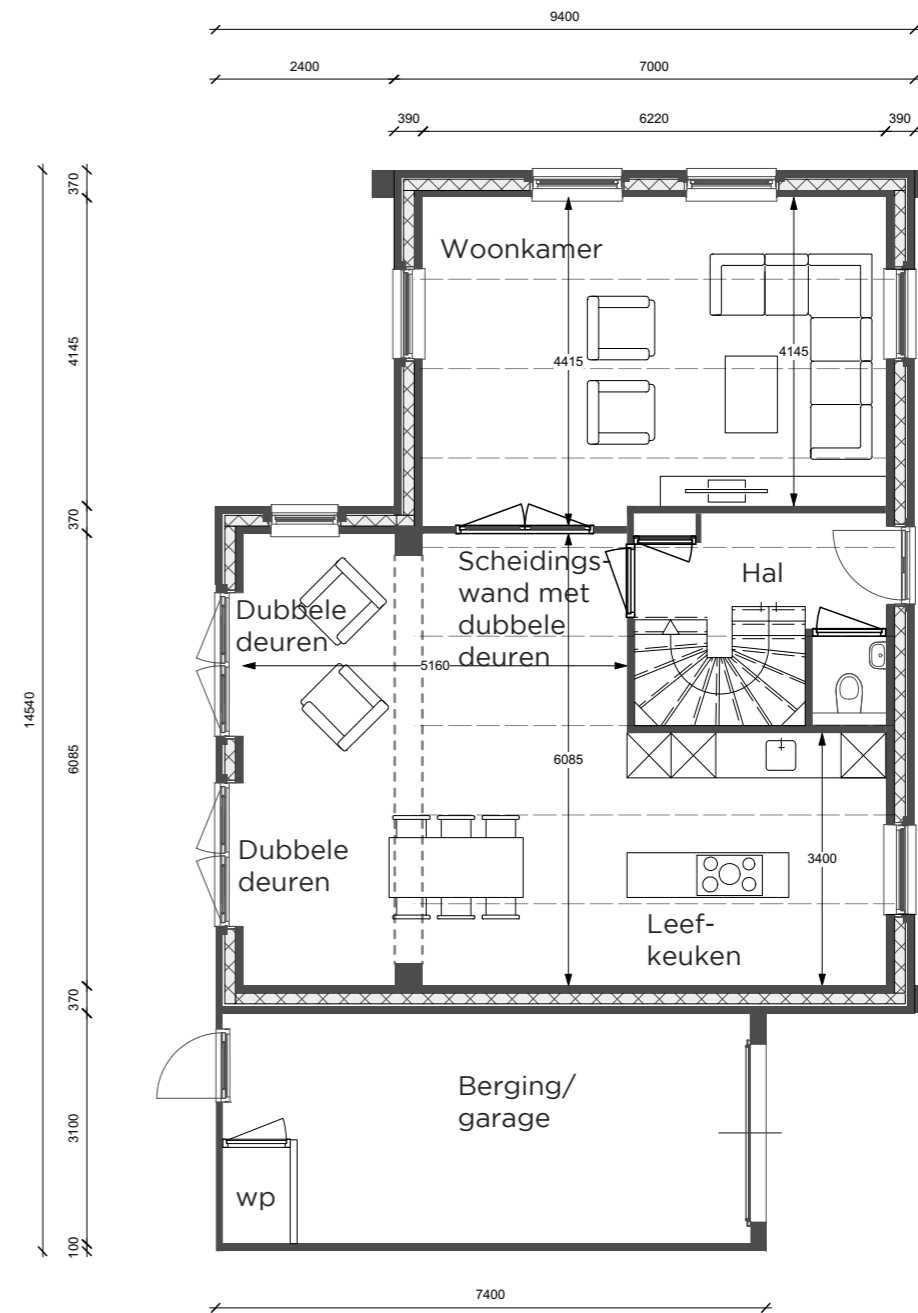 9400
2400 7000
390 6220 390
370
Woonkamer
4145
4415
4145
370
Scheidings-
wand met
dubbele
deuren
Hal
Dubbele
deuren
5160
14540
6085
6085
Dubbele
deuren
3400
Leef-
keuken
370
Berging/
garage
3100
wp
100
7400